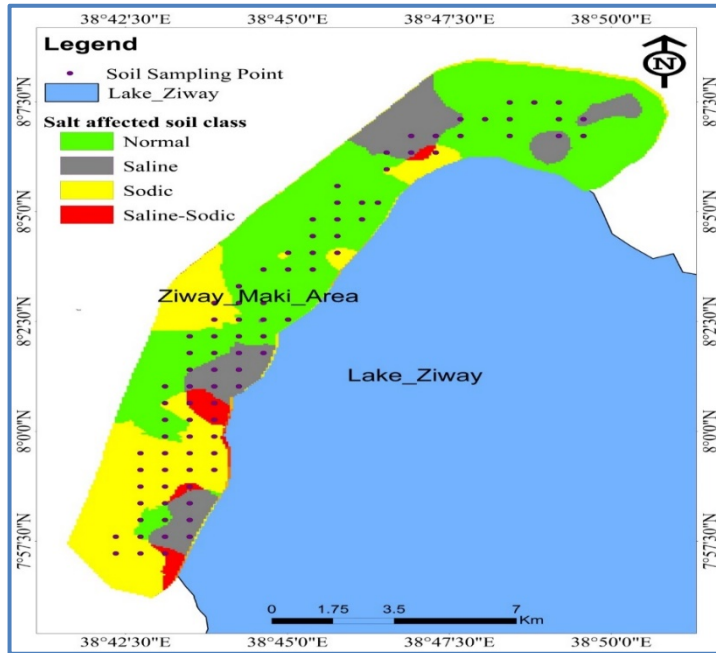 38°42'30"E 38°45'0"E 38°47'30"E 38°50'0"E
Legend
Soil Sampling Point
Lake_Ziway
Salt affected soil class
Normal
Saline
Sodic
Saline-Sodic
N
8°7'30"N 8°7'30"N
8°5'0"N 8°5'0"N
8°2'30"N 8°2'30"N
8°0'0"N 8°0'0"N
7°57'30"N 7°57'30"N
Ziway_Maki_Area
Lake_Ziway
0 1.75 3.5 7
Km
38°42'30"E 38°45'0"E 38°47'30"E 38°50'0"E